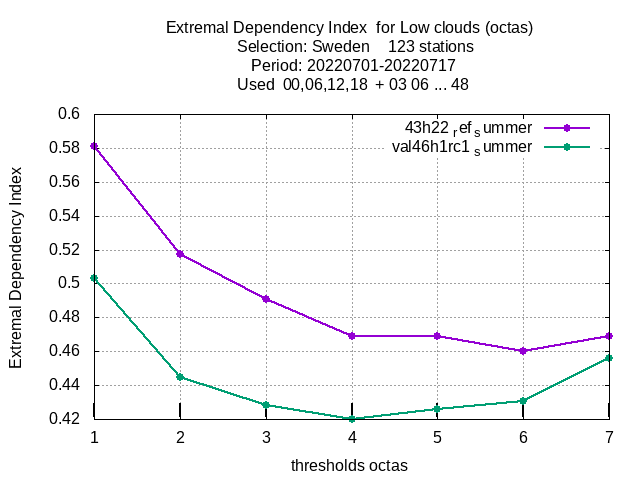 Extremal Dependency Index  for Low clouds (octas)
Selection: Sweden    123 stations
Period: 20220701-20220717
Used  00,06,12,18  + 03 06 ... 48
43h22 ref summer
val46h1rc1 summer
0.6
0.58
0.56
0.54
0.52
0.5
0.48
0.46
0.44
0.42
Extremal Dependency Index
1 2 3 4 5 6 7
thresholds octas